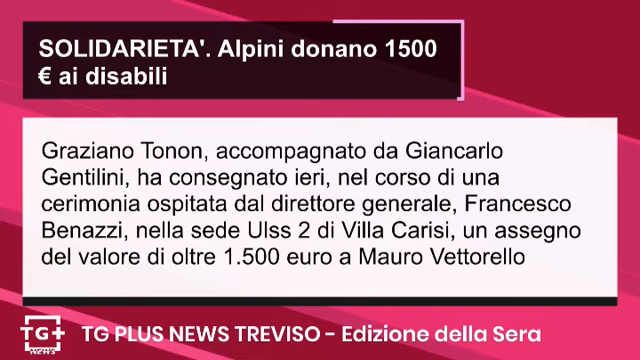 SOLIDARIETA'. Alpini donano 1500
€ ai disabili
Graziano Tonon, accompagnato da Giancarlo
Gentilini, ha consegnato ieri, nel corso di una
cerimonia ospitata dal direttore generale, Francesco
Benazzi, nella sede Ulss 2 di Villa Carisi, un assegno
del valore di oltre 1.500 euro a Mauro Vettorello
TG+
NEWS
TG PLUS NEWS TREVISO - Edizione della Sera